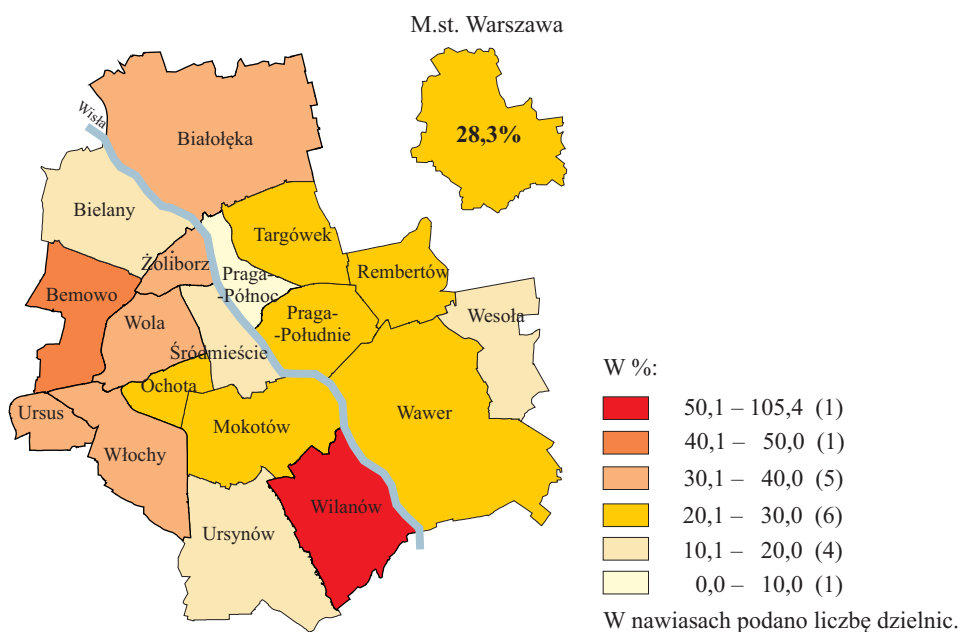 M.st. Warszawa
28,3%
Wisła
Białołęka
Bielany
Targówek
Żoliborz
Rembertów
Praga-
-Północ
Bemowo
Wesoła
Praga-
-Południe
Wola
Śródmieście
Ochota
Ursus
Mokotów
Wawer
Włochy
Wilanów
Ursynów
W %:
50,1 – 105,4 (1)
40,1 – 50,0 (1)
30,1 – 40,0 (5)
20,1 – 30,0 (6)
10,1 – 20,0 (4)
0,0 – 10,0 (1)
W nawiasach podano liczbę dzielnic.